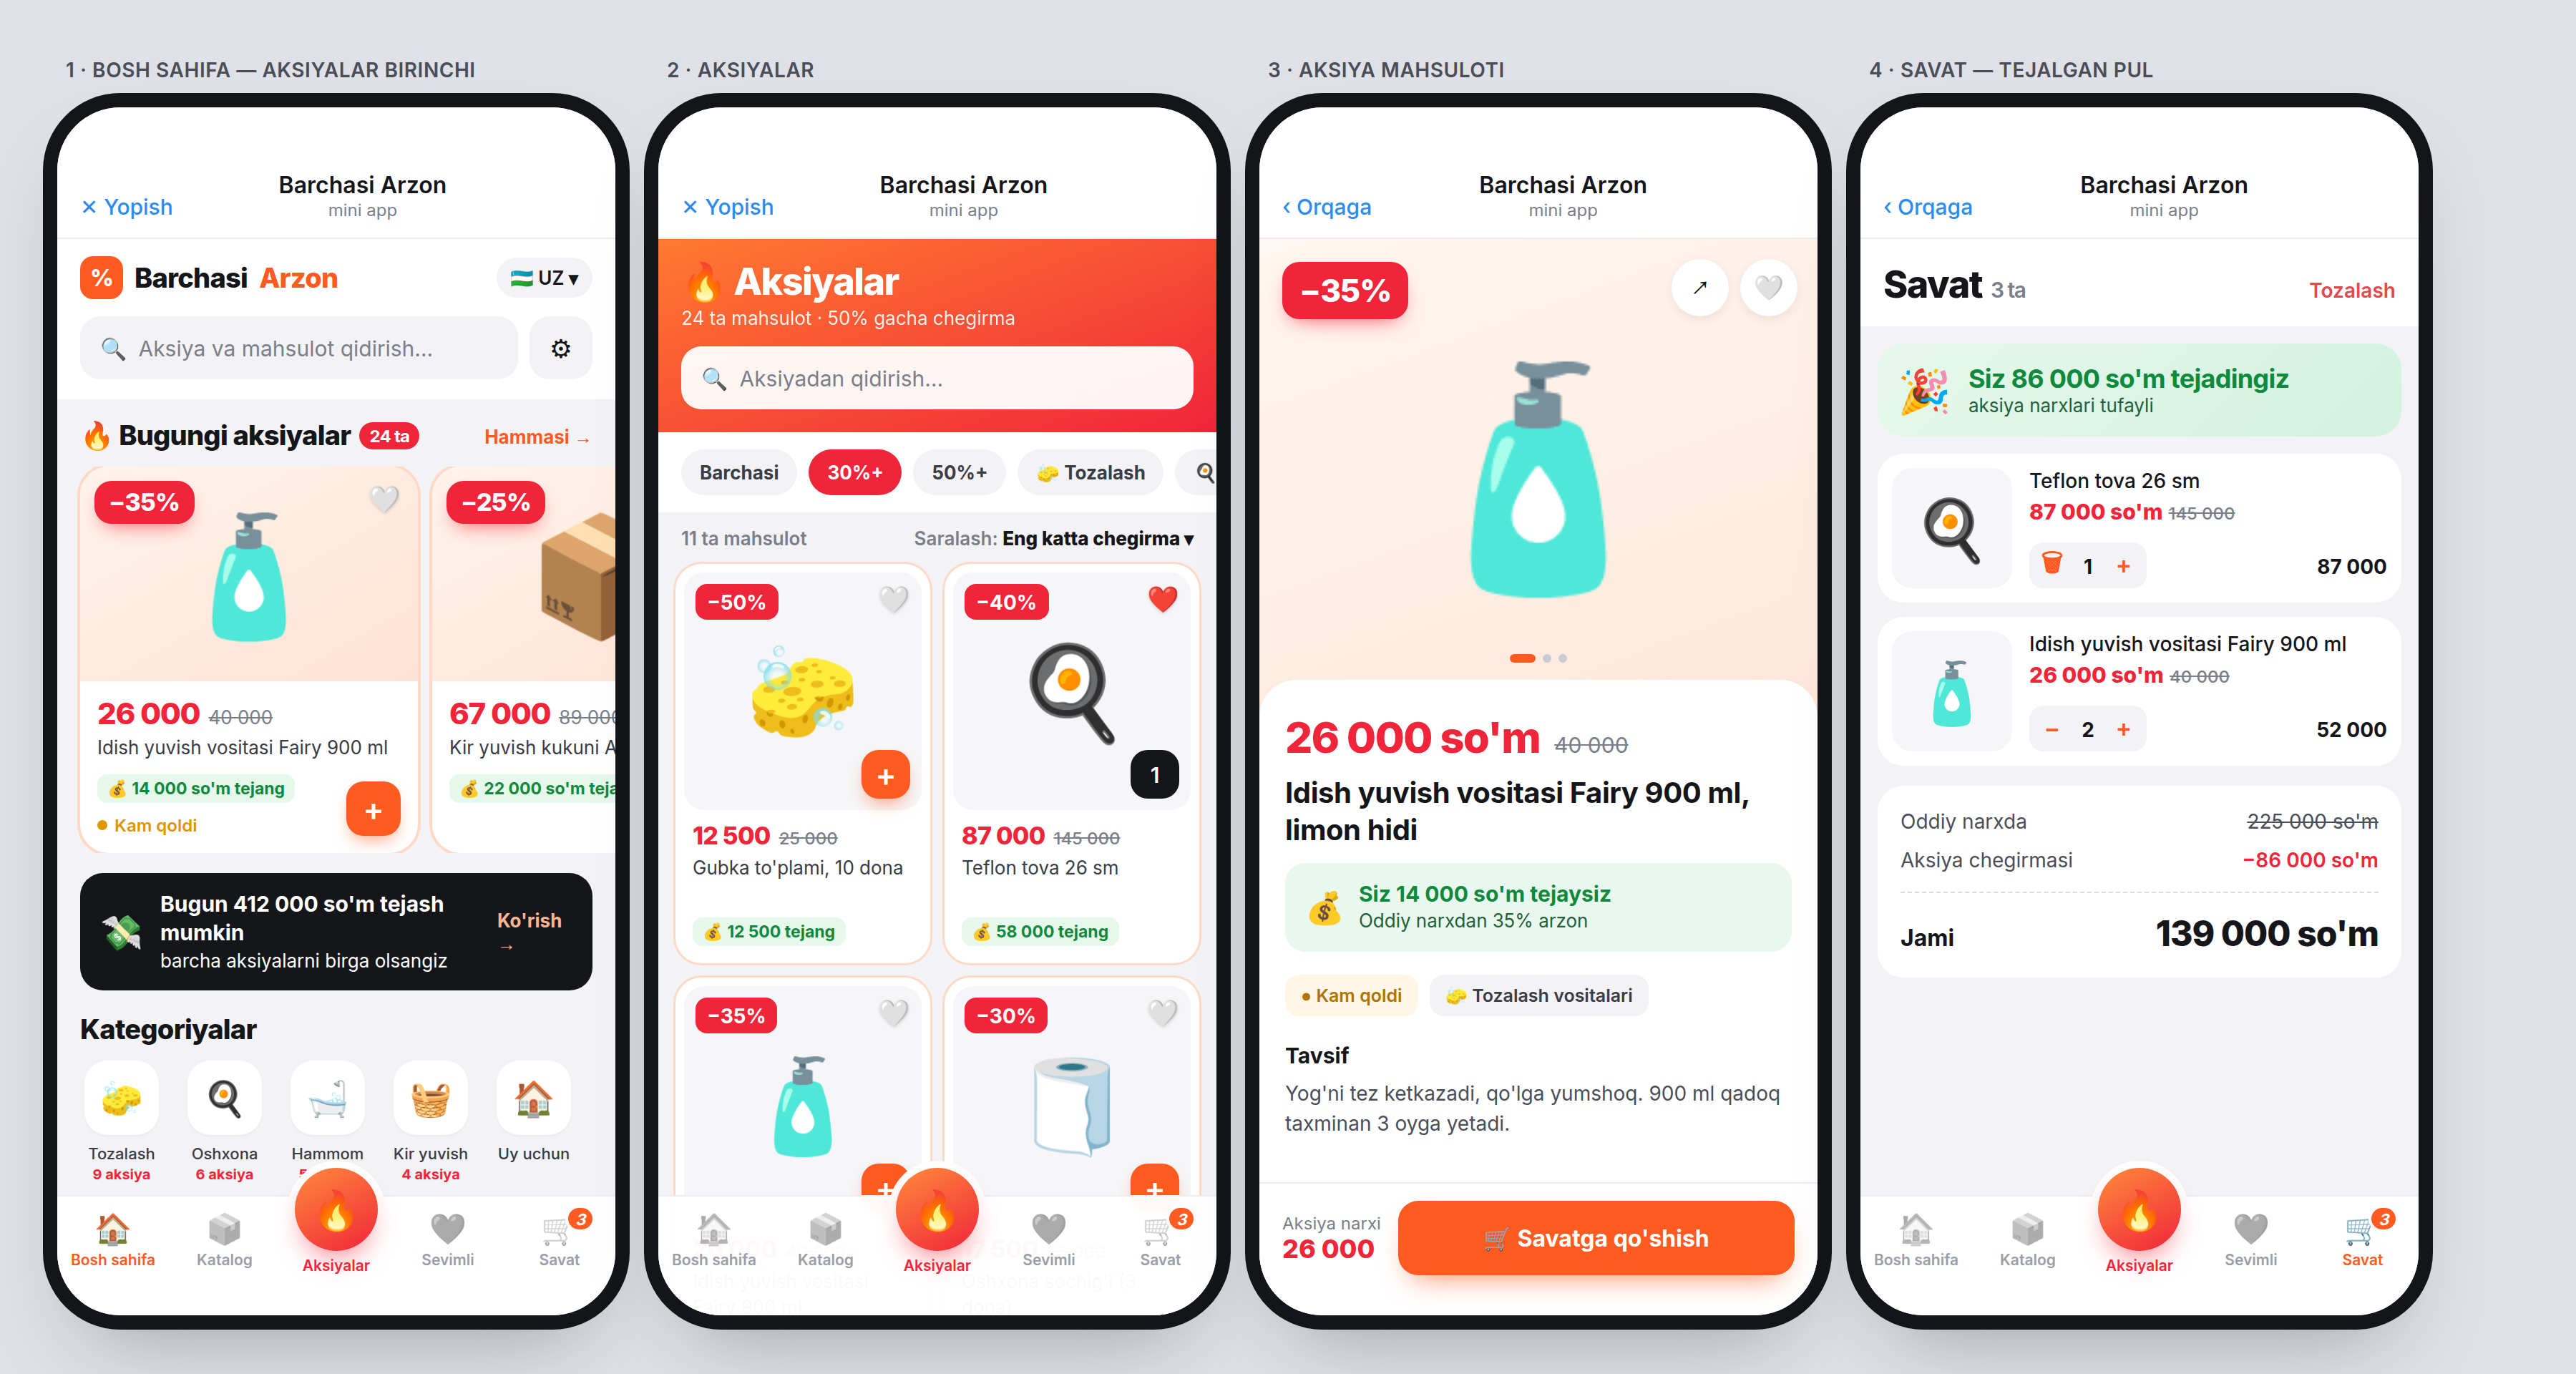 1 · BOSH SAHIFA — AKSIYALAR BIRINCHI
Barchasi Arzon
mini app
✕ Yopish
% Barchasi Arzon
🇺🇿 UZ ▾
🔍 Aksiya va mahsulot qidirish...
🔥 Bugungi aksiyalar 24 ta
Hammasi →
−35%
−25%
26 000 40 000
67 000 89 000
Idish yuvish vositasi Fairy 900 ml
Kir yuvish kukuni A
💰 14 000 so'm tejang
💰 22 000 so'm teja
● Kam qoldi
+
Bugun 412 000 so'm tejash
mumkin
barcha aksiyalarni birga olsangiz
Ko'rish
→
Kategoriyalar
Tozalash
9 aksiya
Oshxona
6 aksiya
Hammom
Kir yuvish
4 aksiya
Uy uchun
Bosh sahifa
Katalog
Aksiyalar
Sevimli
3
Savat
2 · AKSIYALAR
Barchasi Arzon
mini app
✕ Yopish
🔥 Aksiyalar
24 ta mahsulot · 50% gacha chegirma
🔍 Aksiyadan qidirish...
Barchasi
30%+
50%+
🧽 Tozalash
11 ta mahsulot
Saralash: Eng katta chegirma ▾
−50%
−40%
+
1
12 500 25 000
87 000 145 000
Gubka to'plami, 10 dona
Teflon tova 26 sm
💰 12 500 tejang
💰 58 000 tejang
−35%
−30%
+
+
Idish yuvish vositasi
Fairy 900 ml
Oshxona sochig'i (3
dona)
Bosh sahifa
Katalog
Aksiyalar
Sevimli
3
Savat
3 · AKSIYA MAHSULOTI
Barchasi Arzon
mini app
‹ Orqaga
−35%
↗
26 000 so'm 40 000
Idish yuvish vositasi Fairy 900 ml,
limon hidi
Siz 14 000 so'm tejaysiz
Oddiy narxdan 35% arzon
● Kam qoldi
🧽 Tozalash vositalari
Tavsif
Yog'ni tez ketkazadi, qo'lga yumshoq. 900 ml qadoq
taxminan 3 oyga yetadi.
Aksiya narxi
26 000
🛒 Savatga qo'shish
4 · SAVAT — TEJALGAN PUL
Barchasi Arzon
mini app
‹ Orqaga
Savat 3 ta
Tozalash
Siz 86 000 so'm tejadingiz
aksiya narxlari tufayli
Teflon tova 26 sm
87 000 so'm 145 000
1 +
87 000
Idish yuvish vositasi Fairy 900 ml
26 000 so'm 40 000
− 2 +
52 000
Oddiy narxda
225 000 so'm
Aksiya chegirmasi
−86 000 so'm
Jami
139 000 so'm
Bosh sahifa
Katalog
Aksiyalar
Sevimli
3
Savat